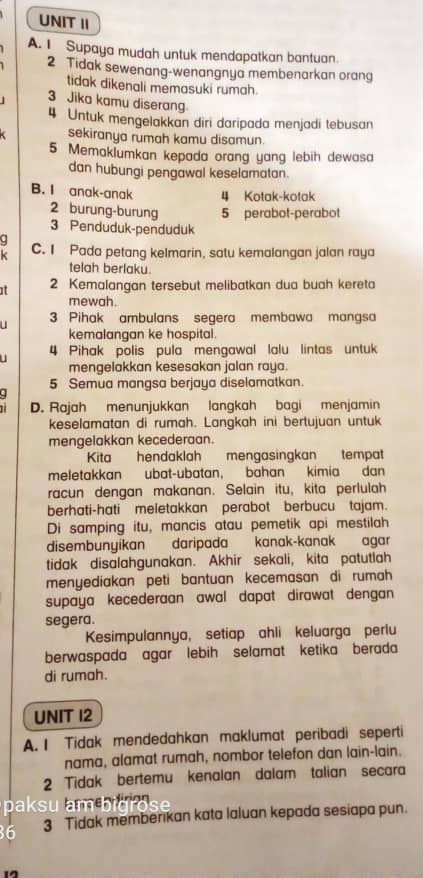 UNIT 11
A. 1 Supaya mudah untuk mendapatkan bantuan.
2 Tidak sewenang-wenangnya membenarkan orang
tidak dikenali memasuki rumah.
3 Jika kamu diserang.
4 Untuk mengelakkan diri daripada menjadi tebusan
sekiranya rumah kamu disamun.
5 Memaklumkan kepada orang yang lebih dewasa
dan hubungi pengawal keselamatan.
B. 1 anak-anak
2 burung-burung
3 Penduduk-penduduk
4 Kotak-kotak
5 perabot-perabot
C. 1 Pada petang kelmarin, satu kemalangan jalan raya
telah berlaku.
2 Kemalangan tersebut melibatkan dua buah kereta
mewah.
3 Pihak ambulans segera membawa mangsa
kemalangan ke hospital.
4 Pihak polis pula mengawal lalu lintas untuk
mengelakkan kesesakan jalan raya.
5 Semua mangsa berjaya diselamatkan.
D. Rajah menunjukkan langkah bagi menjamin
keselamatan di rumah. Langkah ini bertujuan untuk
mengelakkan kecederaan.
Kita hendaklah mengasingkan tempat
meletakkan ubat-ubatan, bahan kimia dan
racun dengan makanan. Selain itu, kita perlulah
berhati-hati meletakkan perabot berbucu tajam.
Di samping itu, mancis atau pemetik api mestilah
disembunyikan daripada kanak-kanak agar
tidak disalahgunakan. Akhir sekali, kita patutlah
menyediakan peti bantuan kecemasan di rumah
supaya kecederaan awal dapat dirawat dengan
segera.
Kesimpulannya, setiap ahli keluarga perlu
berwaspada agar lebih selamat ketika berada
di rumah.
UNIT 12
A. 1 Tidak mendedahkan maklumat peribadi seperti
nama, alamat rumah, nombor telefon dan lain-lain.
2 Tidak bertemu kenalan dalam talian secara
paksu am bigrose
3 Tidak memberikan kata laluan kepada sesiapa pun.